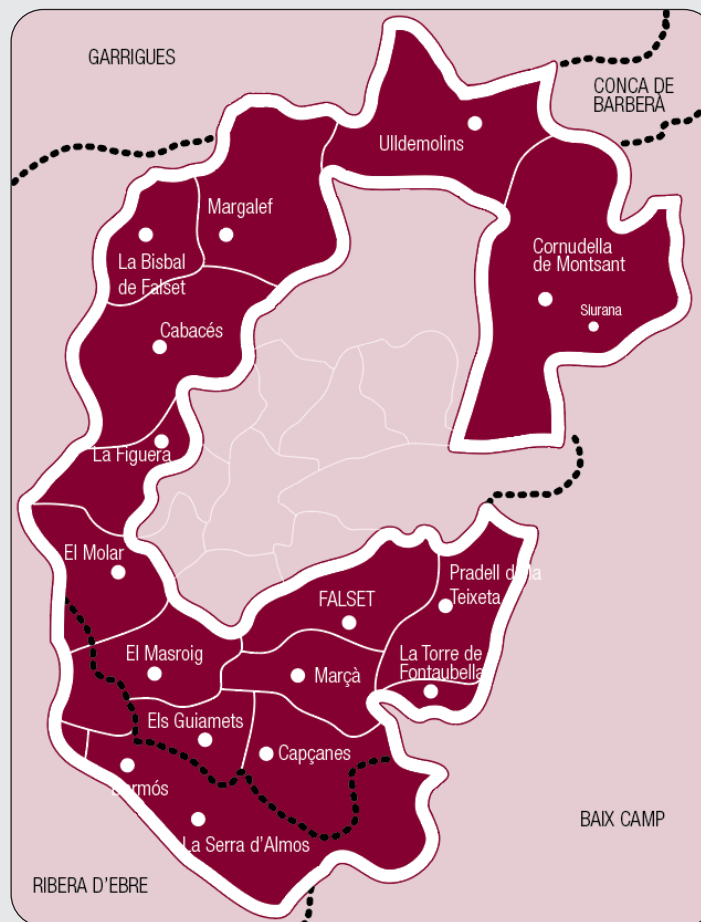 GARRIGUES
CONCA DE
BARBERÀ
Ulldemolins
Margalef
La Bisbal
de Falset
Cornudella
de Montsant
Siurana
Cabacés
La Figuera
El Molar
Pradell de la
Teixeta
FALSET
La Torre de
Fontaubella
El Masroig
Marçà
Els Guiamets
Capçanes
Darmós
La Serra d'Almos
BAIX CAMP
RIBERA D'EBRE